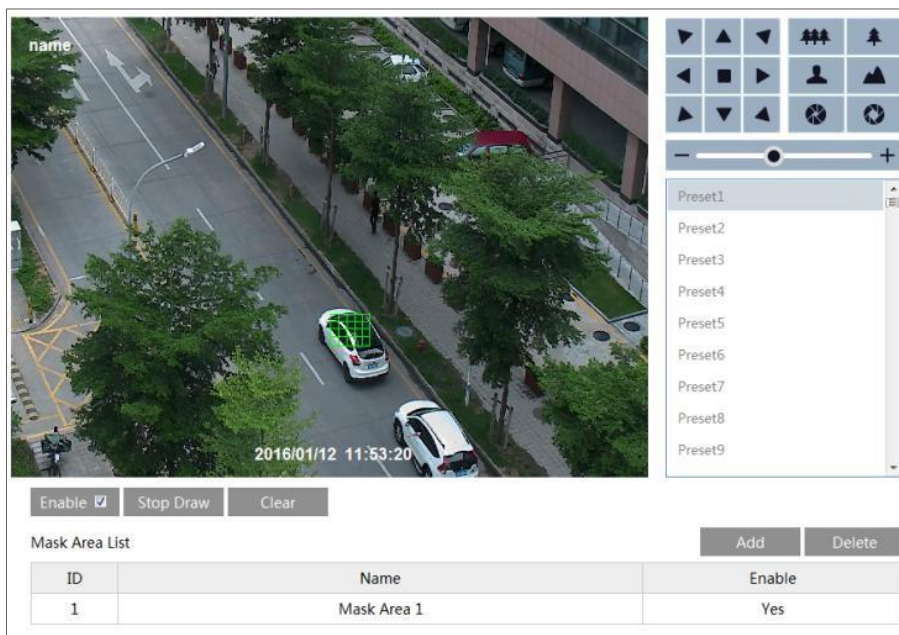 name
2016/01/12 11:53:20
Preset1
Preset2
Preset3
Preset4
Preset5
Preset6
Preset7
Preset8
Preset9
Enable Stop Draw Clear
Mask Area List Add Delete
ID Name Enable
1 Mask Area 1 Yes